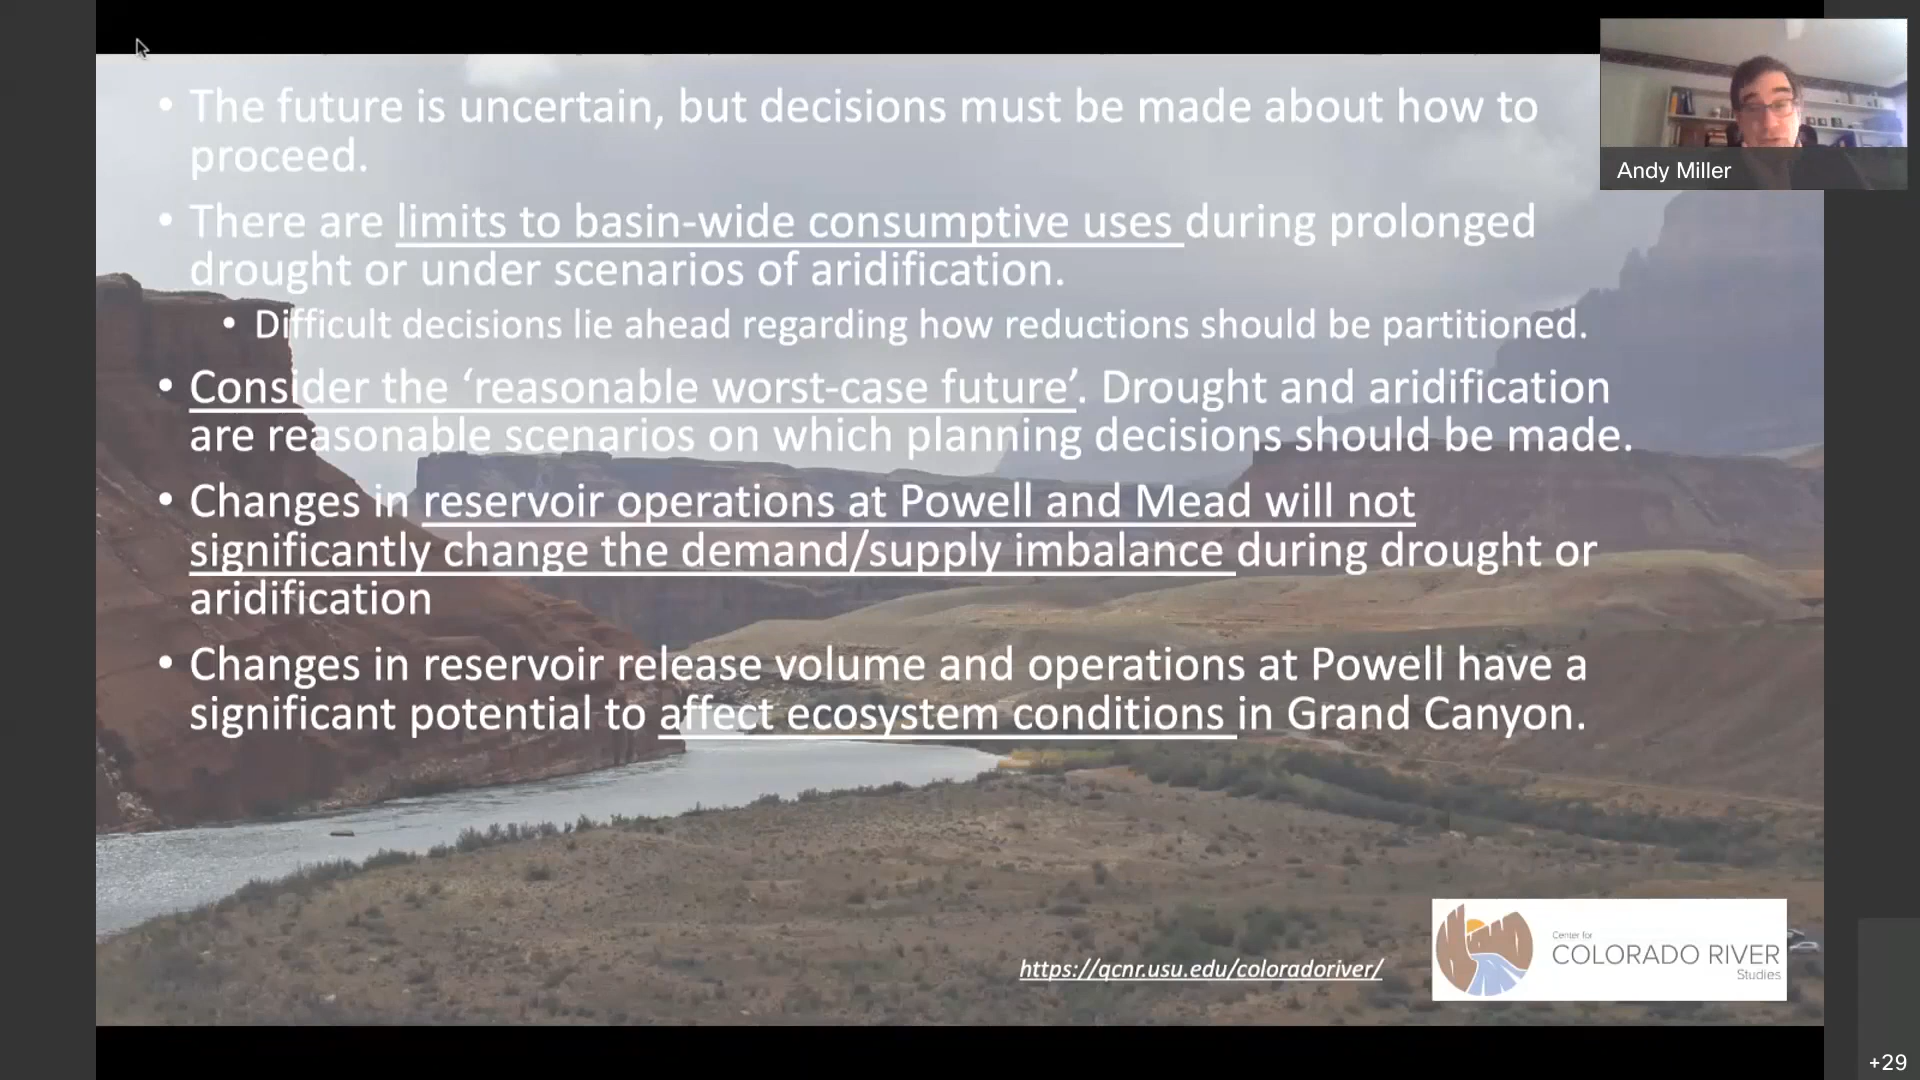 • The future is uncertain, but decisions must be made about how to
proceed.
• There are limits to basin-wide consumptive uses during prolonged
drought or under scenarios of aridification.
• Difficult decisions lie ahead regarding how reductions should be partitioned.
• Consider the ‘reasonable worst-case future’. Drought and aridification
are reasonable scenarios on which planning decisions should be made.
• Changes in reservoir operations at Powell and Mead will not
significantly change the demand/supply imbalance during drought or
aridification
• Changes in reservoir release volume and operations at Powell have a
significant potential to affect ecosystem conditions in Grand Canyon.
https://qcnr.usu.edu/coloradoriver/
Center for
COLORADO RIVER
Studies
Andy Miller
+29